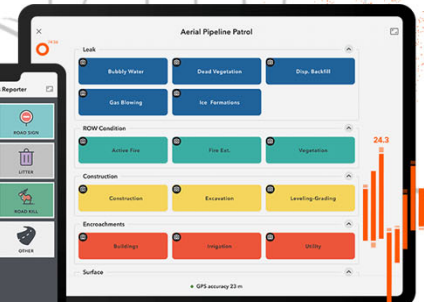 Aerial Pipeline Patrol
Leak
Bubbly Water
Dead Vegetation
Disp. Backfill
Gas Blowing
Ice Formations
ROW Condition
Active Fire
Fire Ext.
Vegetation
Construction
Construction
Excavation
Leveling-Grading
Encroachments
Buildings
Irrigation
Utility
Surface
GPS accuracy 23 m
Reporter
ROAD SIGN
LITTER
ROAD KILL
OTHER
24.3